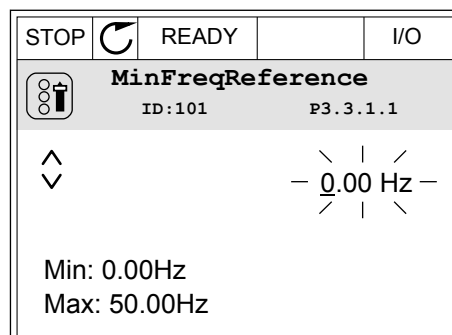 STOP READY I/O
MinFreqReference
ID:101 P3.3.1.1
0.00 Hz
Min: 0.00Hz
Max: 50.00Hz